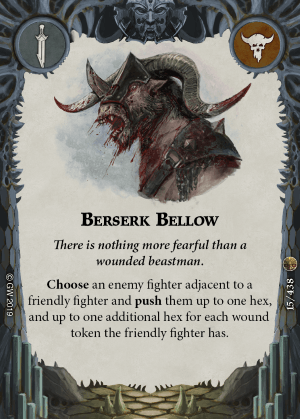 BERSERK BELLOW
There is nothing more fearful than a
wounded beastman.
Choose an enemy fighter adjacent to a
friendly fighter and push them up to one hex,
and up to one additional hex for each wound
token the friendly fighter has.
© GW 2019
15/438